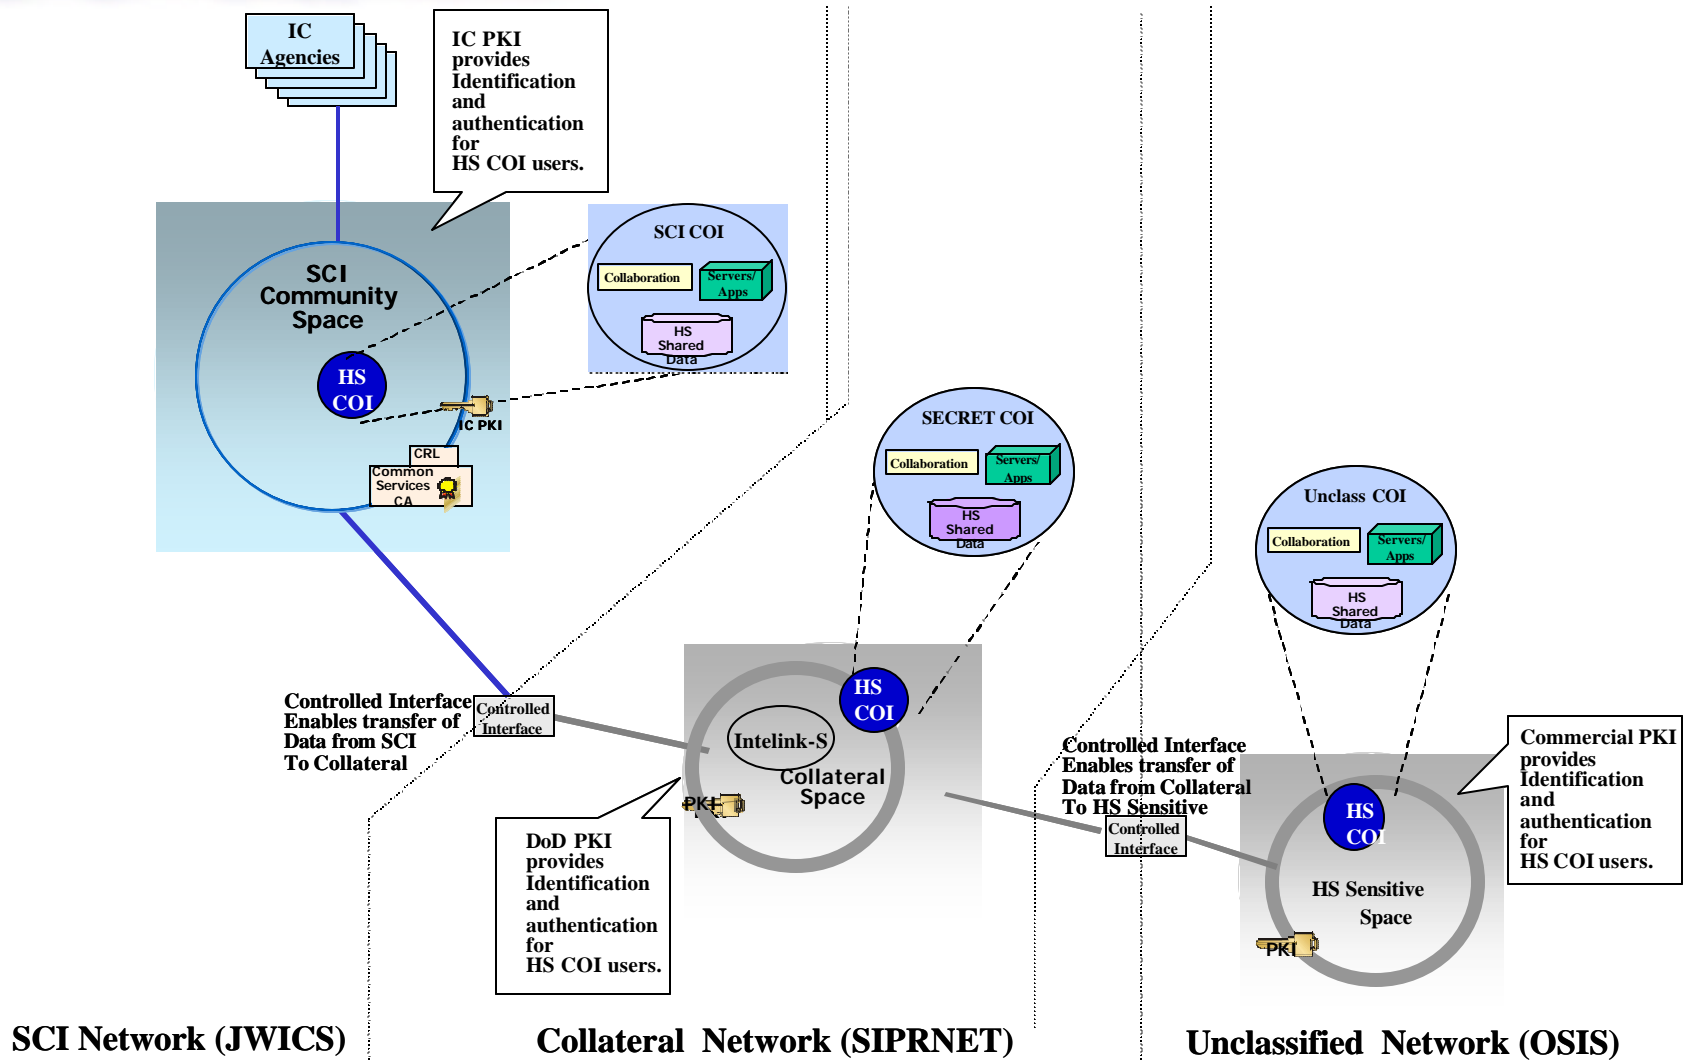 IC
Agencies
IC PKI
provides
Identification
and
authentication
for
HS COI users.
SCI
Community
Space
HS
COI
IC PKI
CRL
Common
Services
CA
SCI COI
Collaboration
Servers/
Apps
HS
Shared
Data
SECRET COI
Collaboration
Servers/
Apps
HS
Shared
Data
Unclass COI
Collaboration
Servers/
Apps
HS
Shared
Data
Controlled Interface
Enables transfer of
Data from SCI
To Collateral
Controlled
Interface
HS
COI
Intelink-S
Collateral
Space
PKI
DoD PKI
provides
Identification
and
authentication
for
HS COI users.
Controlled Interface
Enables transfer of
Data from Collateral
To HS Sensitive
Controlled
Interface
HS
COI
HS Sensitive
Space
PKI
Commercial PKI
provides
Identification
and
authentication
for
HS COI users.
SCI Network (JWICS)
Collateral Network (SIPRNET)
Unclassified Network (OSIS)